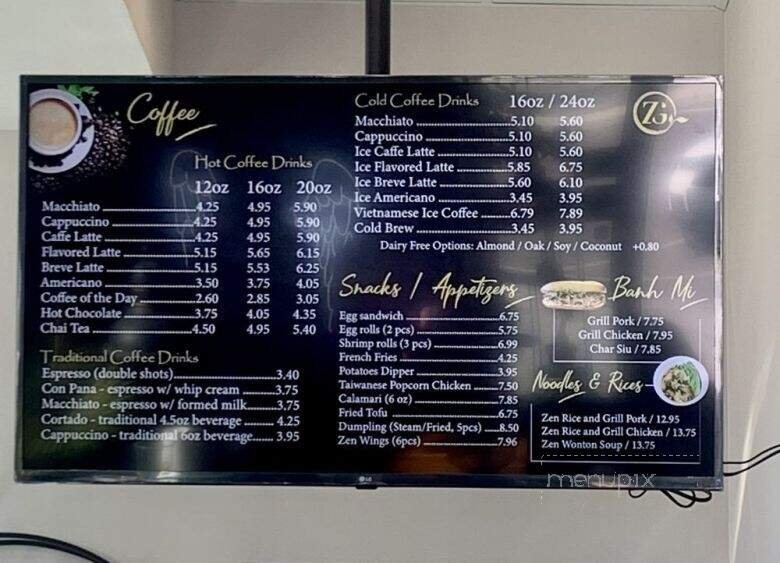 Coffee
Hot Coffee Drinks
12oz 16oz 20oz
Macchiato 4.25 4.95 5.90
Cappuccino 4.25 4.95 5.90
Caffe Latte 4.25 4.95 5.90
Flavored Latte 5.15 5.65 6.15
Breve Latte 5.15 5.53 6.25
Americano 3.50 3.75 4.05
Coffee of the Day 2.60 2.85 3.05
Hot Chocolate 3.75 4.05 4.35
Chai Tea 4.50 4.95 5.40
Traditional Coffee Drinks
Espresso (double shots) 3.40
Con Pana - espresso w/ whip cream 3.75
Macchiato - espresso w/ formed milk 3.75
Cortado - traditional 4.5oz beverage 4.25
Cappuccino - traditional 6oz beverage 3.95
Cold Coffee Drinks 16oz / 24oz
Macchiato 5.10 5.60
Cappuccino 5.10 5.60
Ice Caffe Latte 5.10 5.60
Ice Flavored Latte 5.85 6.75
Ice Breve Latte 5.60 6.10
Ice Americano 3.45 3.95
Vietnamese Ice Coffee 6.79 7.89
Cold Brew 3.45 3.95
Dairy Free Options: Almond / Oak / Soy / Coconut +0.80
Snacks / Appetizers
Egg sandwich 6.75
Egg rolls (2 pcs) 5.75
Shrimp rolls (3 pcs) 6.99
French Fries 4.25
Potatoes Dipper 3.95
Taiwanese Popcorn Chicken 7.50
Calamari (6 oz) 7.85
Fried Tofu 6.75
Dumpling (Steam/Fried, 5pcs) 8.50
Zen Wings (6pcs) 7.96
Banh Mi
Grill Pork / 7.75
Grill Chicken / 7.95
Char Siu / 7.85
Noodles & Rices
Zen Rice and Grill Pork / 12.95
Zen Rice and Grill Chicken / 13.75
Zen Wonton Soup / 13.75
LG
menupix